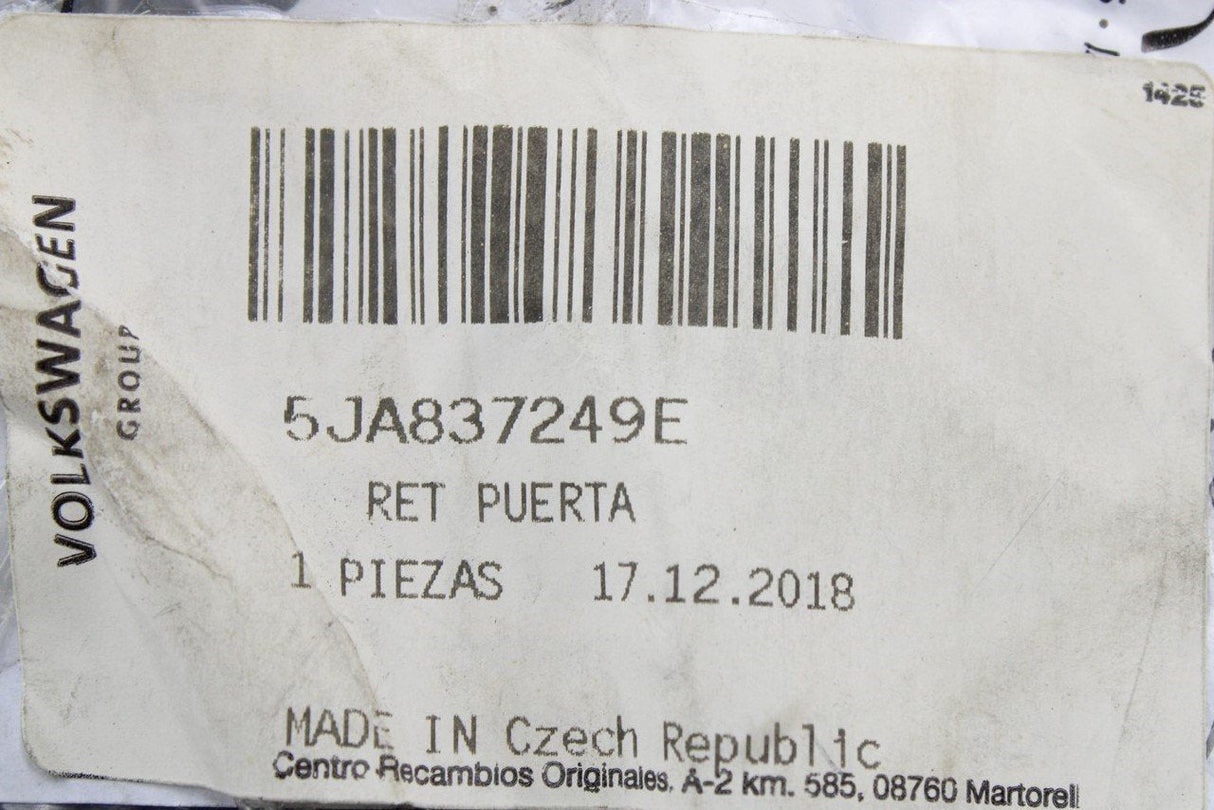 1425
VOLKSWAGEN
GROUP
5JA837249E
RET PUERTA
1 PIEZAS 17.12.2018
MADE IN Czech Republic
Centro Recambios Originales, A-2 km. 585, 08760 Martorell